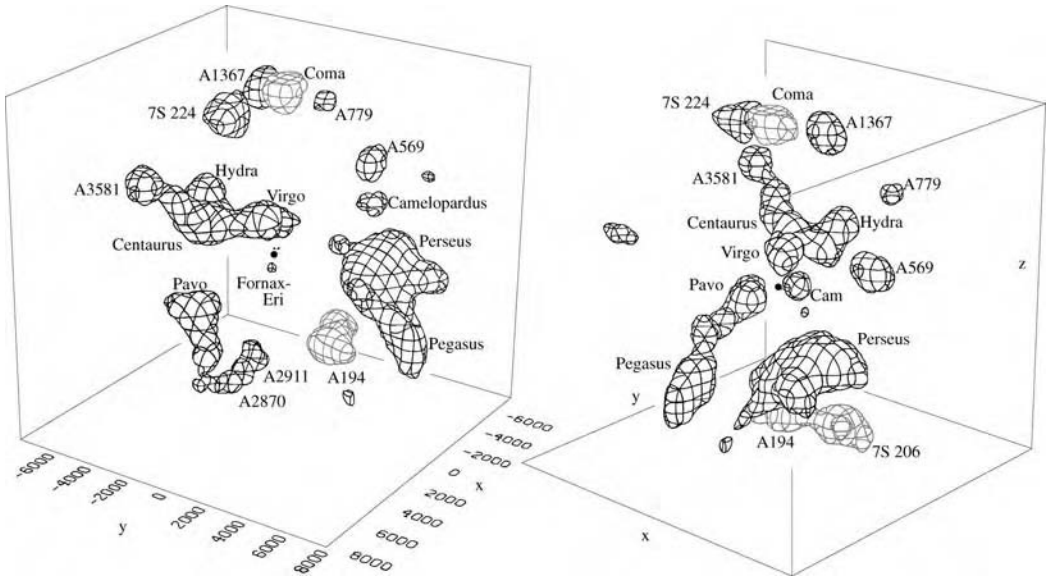 A1367
Coma
7S 224
A779
A569
Hydra
A3581
Virgo
Camelopardus
Centaurus
Perseus
Pavo
Fornax-
Eri
Pegasus
A2911
A194
A2870
-6000
-4000
-2000
0
2000
4000
6000
8000
y
-6000
-4000
-2000
0
2000
4000
6000
8000
x
7S 224
Coma
A1367
A3581
A779
Centaurus
Hydra
Virgo
z
A569
Pavo
Cam
Perseus
Pegasus
y
A194
7S 206
x